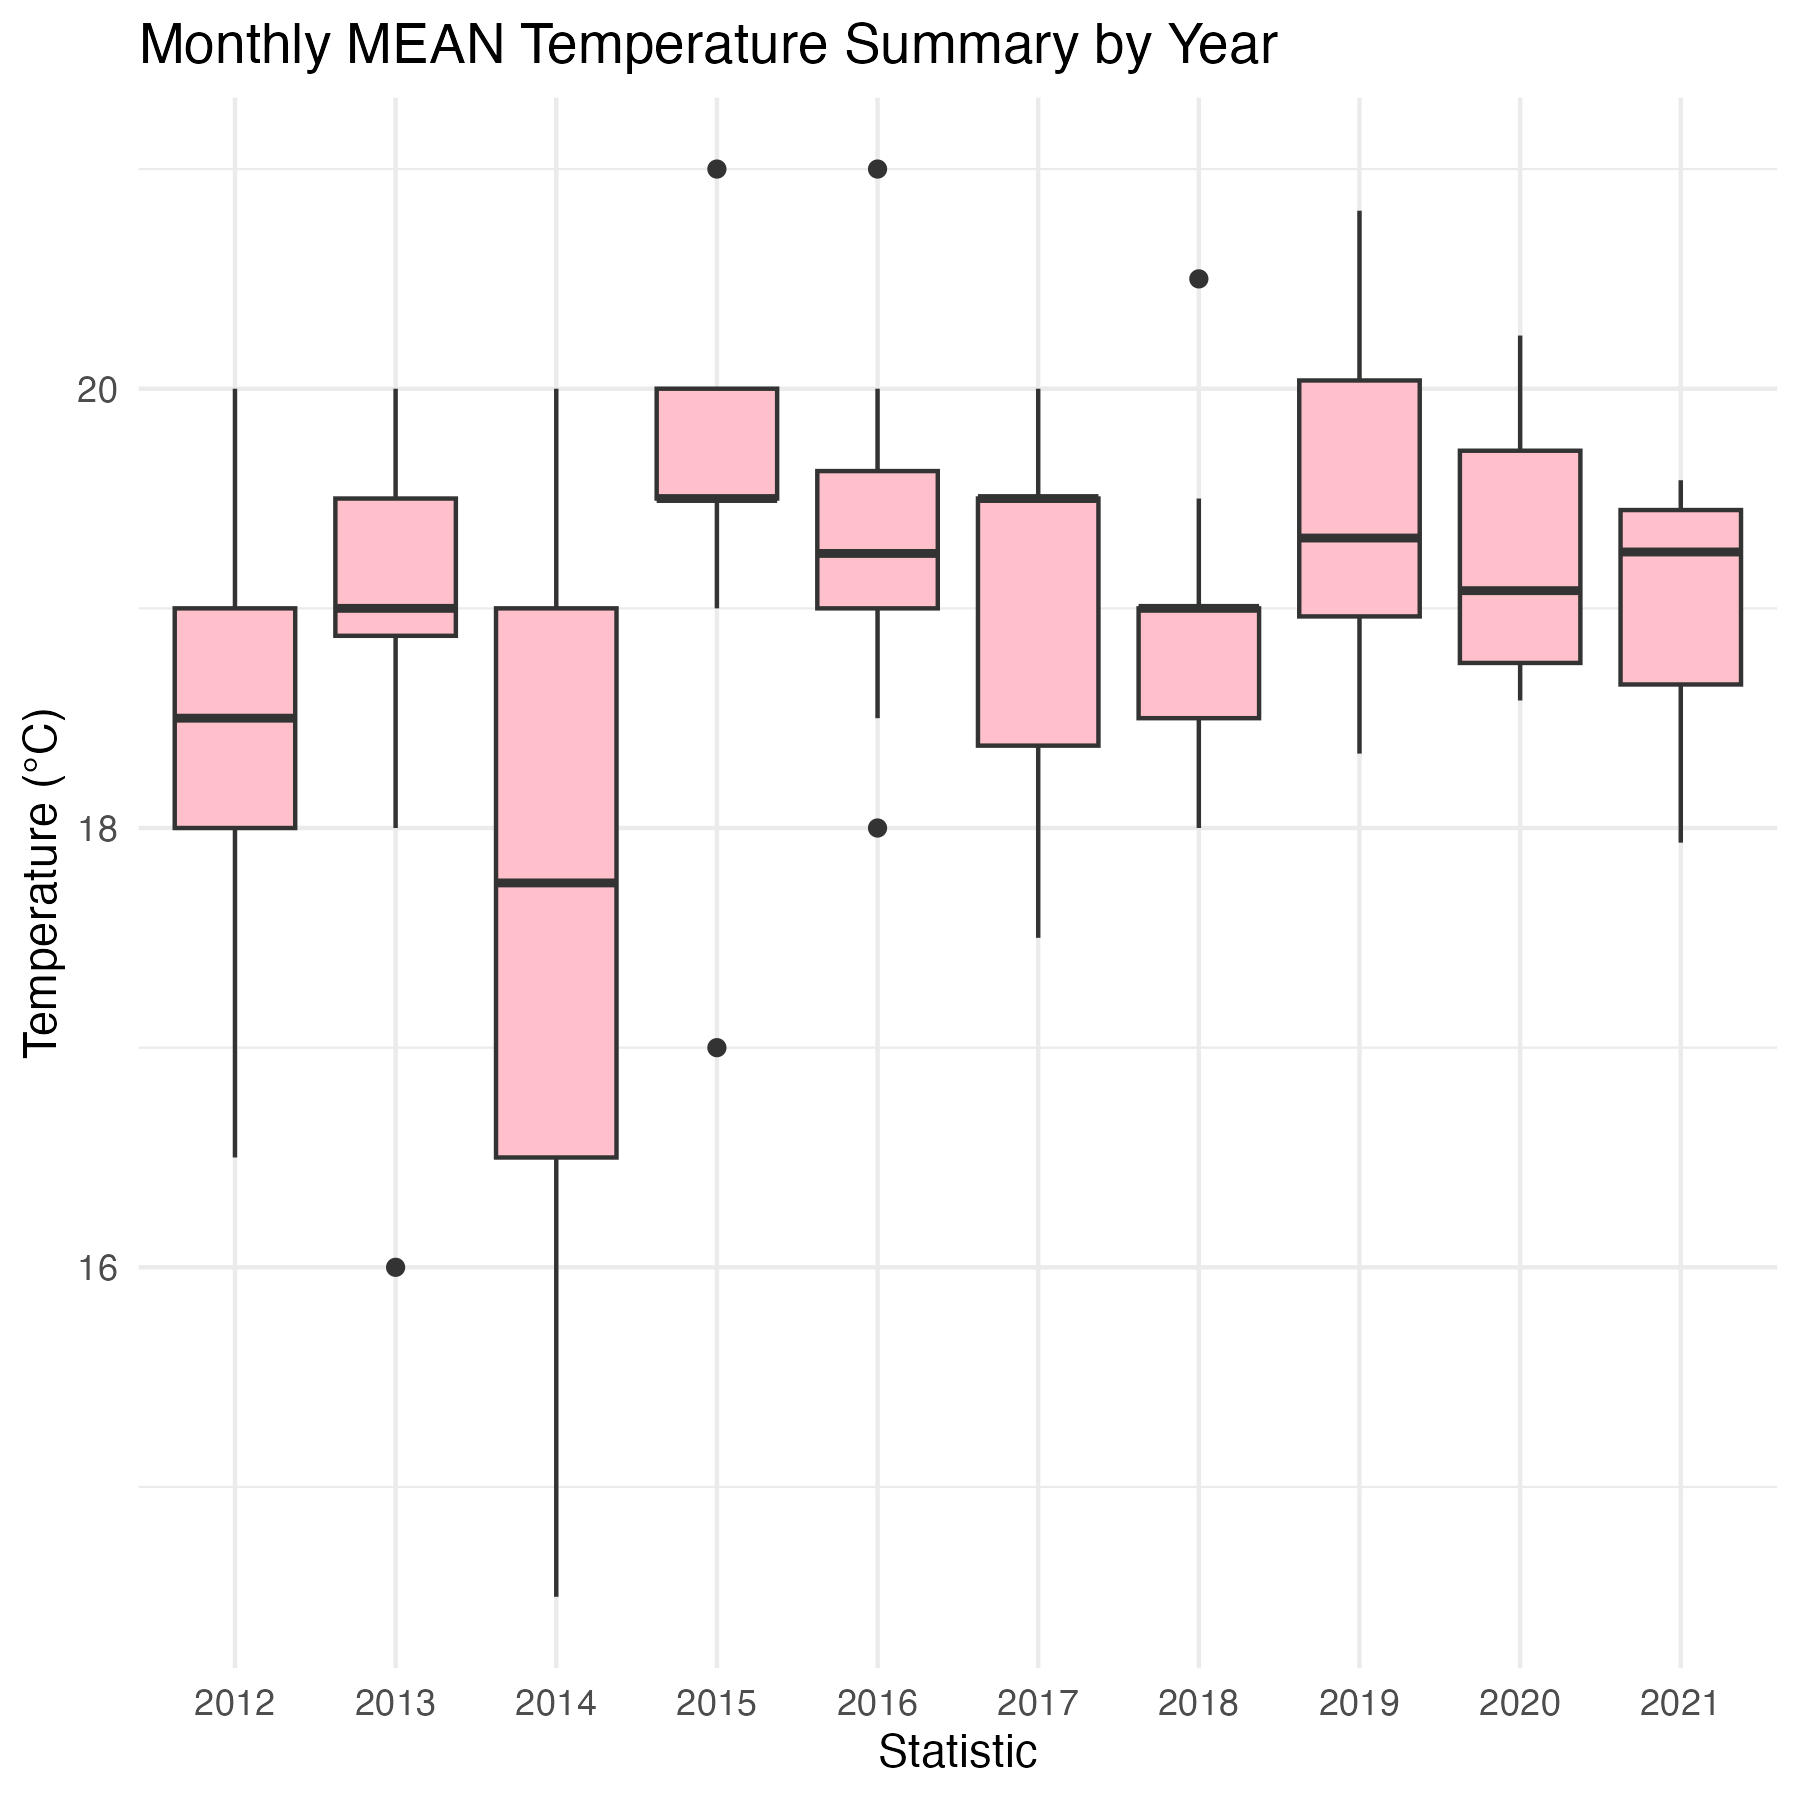 Monthly MEAN Temperature Summary by Year
Temperature (°C)
20
18
16
2012 2013 2014 2015 2016 2017 2018 2019 2020 2021
Statistic